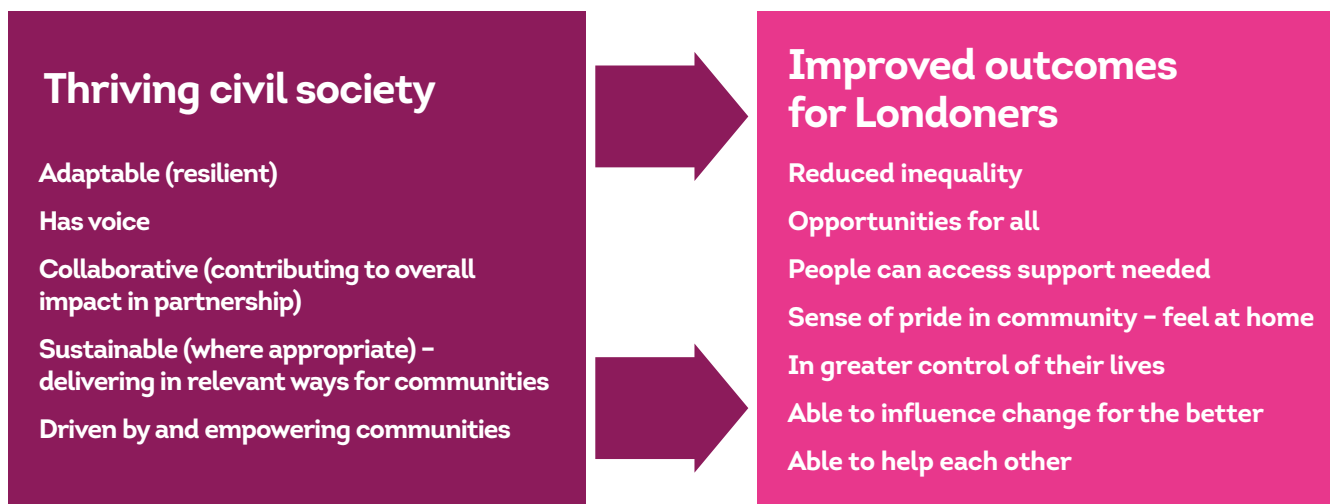 Thriving civil society
Adaptable (resilient)
Has voice
Collaborative (contributing to overall
impact in partnership)
Sustainable (where appropriate) –
delivering in relevant ways for communities
Driven by and empowering communities
Improved outcomes
for Londoners
Reduced inequality
Opportunities for all
People can access support needed
Sense of pride in community – feel at home
In greater control of their lives
Able to influence change for the better
Able to help each other